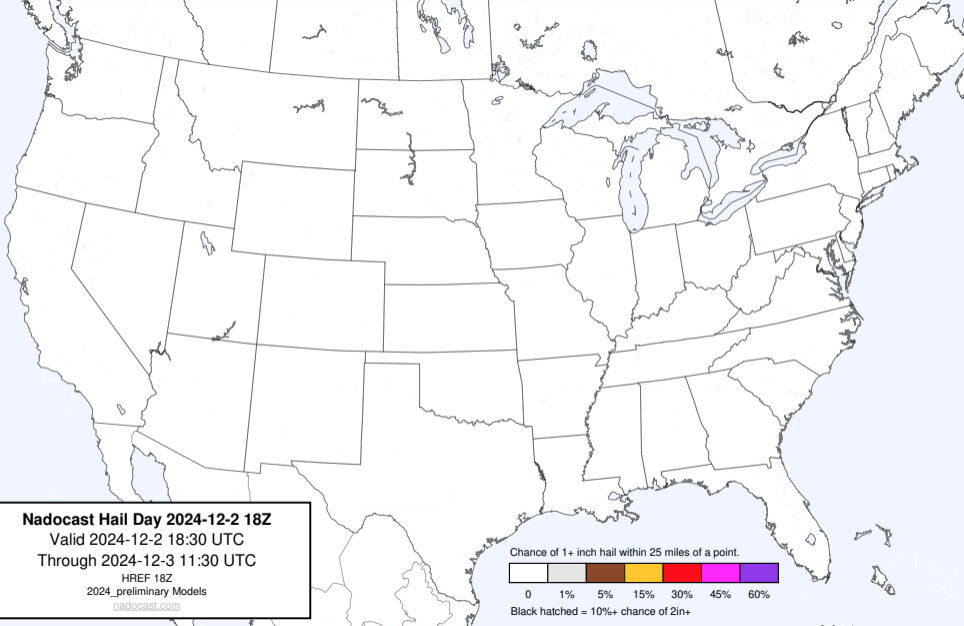 Nadocast Hail Day 2024-12-2 18Z
Valid 2024-12-2 18:30 UTC
Through 2024-12-3 11:30 UTC
HREF 18Z
2024_preliminary Models
nadocast.com
Chance of 1+ inch hail within 25 miles of a point.
0 1% 5% 15% 30% 45% 60%
Black hatched = 10%+ chance of 2in+